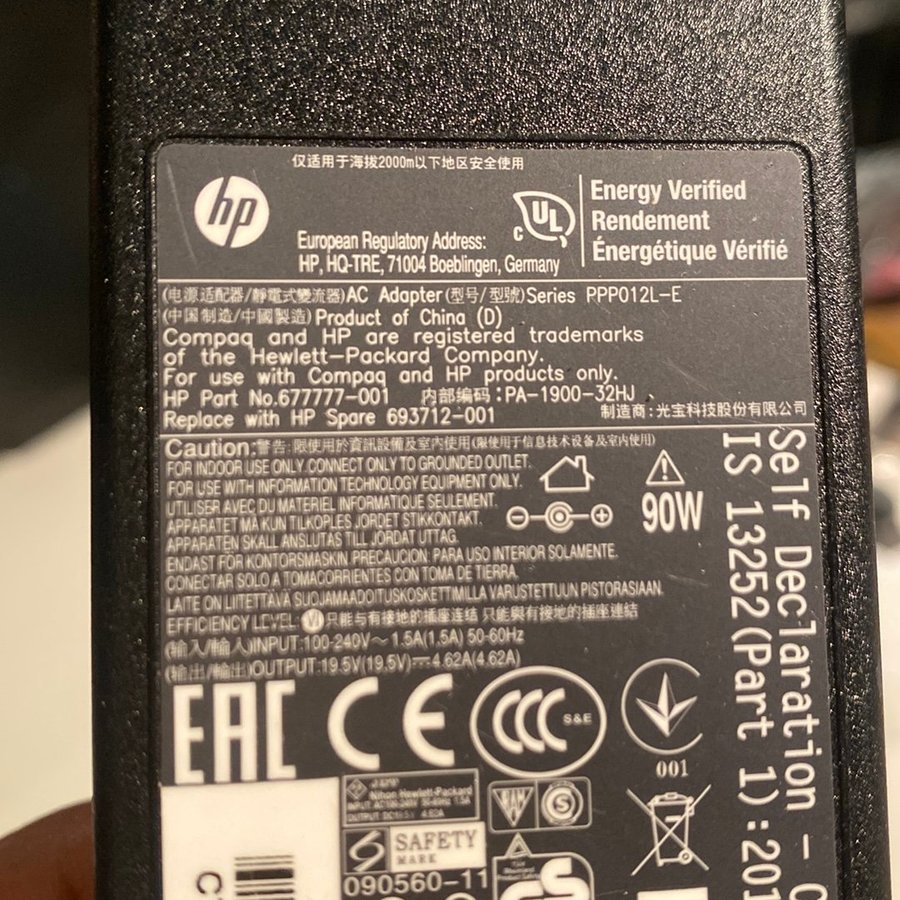 仅适用于海拔2000m以下地区安全使用
hp
European Regulatory Address:
HP, HQ-TRE, 71004 Boeblingen, Germany
C UL
Energy Verified
Rendement
Énergétique Vérifié
(电源适配器/靜電式變流器)AC Adapter(型号/型號)Series PPP012L-E
(中国制造/中國製造)Product of China (D)
Compaq and HP are registered trademarks
of the Hewlett-Packard Company.
For use with Compaq and HP products only.
HP Part No.677777-001 内部编码:PA-1900-32HJ
Replace with HP Spare 693712-001 制造商:光宝科技股份有限公司
Caution:警告:限使用於資訊設備及室內使用(限使用于信息技术设备及室内使用)
FOR INDOOR USE ONLY.CONNECT ONLY TO GROUNDED OUTLET.
FOR USE WITH INFORMATION TECHNOLOGY EQUIPMENT ONLY.
UTILISER AVEC DU MATERIEL INFORMATIQUE SEULEMENT.
APPARATET MA KUN TILKOPLES JORDET STIKKONTAKT.
APPARATEN SKALL ANSLUTAS TILL JORDAT UTTAG.
ENDAST FOR KONTORSMASKIN.PRECAUCION: PARA USO INTERIOR SOLAMENTE.
CONECTAR SOLO A TOMACORRIENTES CON TOMA DE TIERRA.
LAITE ON LIITETTÄVÄ SUOJAMAADOITUSKOSKETTIMILLA VARUSTETTUUN PISTORASIAAN.
EFFICIENCY LEVEL VI 只能与有接地的插座连结 只能與有接地的插座連結
(输入/輸入)INPUT:100-240V~1.5A(1.5A) 50-60Hz
(输出/輸出)OUTPUT:19.5V(19.5V)⎓4.62A(4.62A)
90W
EAC CE CCC S&E
001
Nihon Hewlett-Packard
SAFETY
MARK
090560-11
S
GS
Self Declaration - C
IS 13252(Part 1):201
C